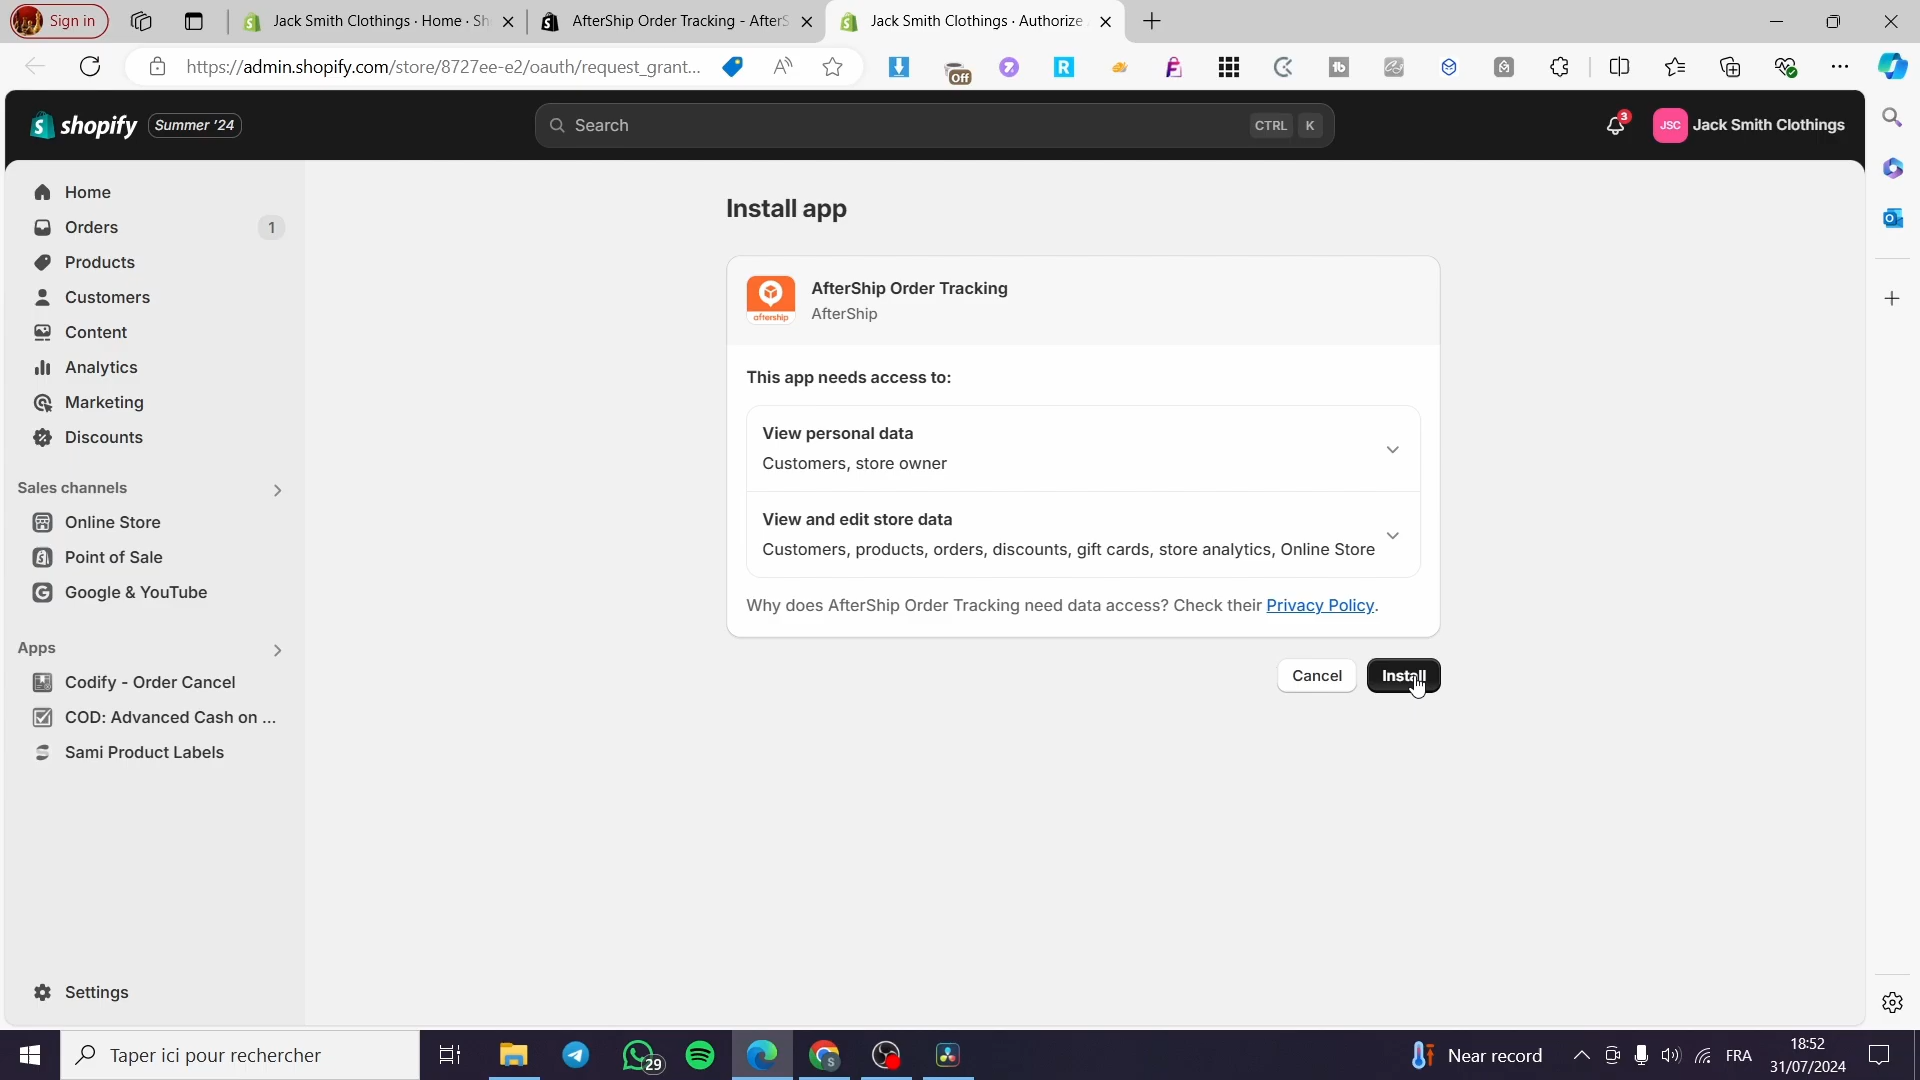 Sign in
Jack Smith Clothings · Home · Sh
AfterShip Order Tracking - AfterS
Jack Smith Clothings · Authorize
https://admin.shopify.com/store/8727ee-e2/oauth/request_grant...
Off
shopify
Summer '24
Search
CTRL K
3
JSC
Jack Smith Clothings
Home
Orders
1
Products
Customers
Content
Analytics
Marketing
Discounts
Sales channels
Online Store
Point of Sale
Google & YouTube
Apps
Codify - Order Cancel
COD: Advanced Cash on ...
Sami Product Labels
Settings
Install app
aftership
AfterShip Order Tracking
AfterShip
This app needs access to:
View personal data
Customers, store owner
View and edit store data
Customers, products, orders, discounts, gift cards, store analytics, Online Store
Why does AfterShip Order Tracking need data access? Check their Privacy Policy.
Cancel
Install
Taper ici pour rechercher
29
Near record
FRA
18:52
31/07/2024